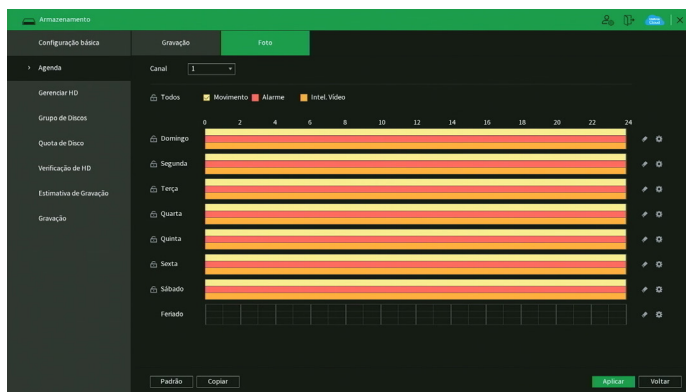 Armazenamento
Configuração básica
Gravação
Foto
Agenda
Canal 1
Gerenciar HD
Todos Movimento Alarme Intel. Vídeo
Grupo de Discos
0 2 4 6 8 10 12 14 16 18 20 22 24
Domingo
Quota de Disco
Segunda
Verificação de HD
Terça
Estimativa de Gravação
Quarta
Gravação
Quinta
Sexta
Sábado
Feriado
Padrão Copiar Aplicar Voltar